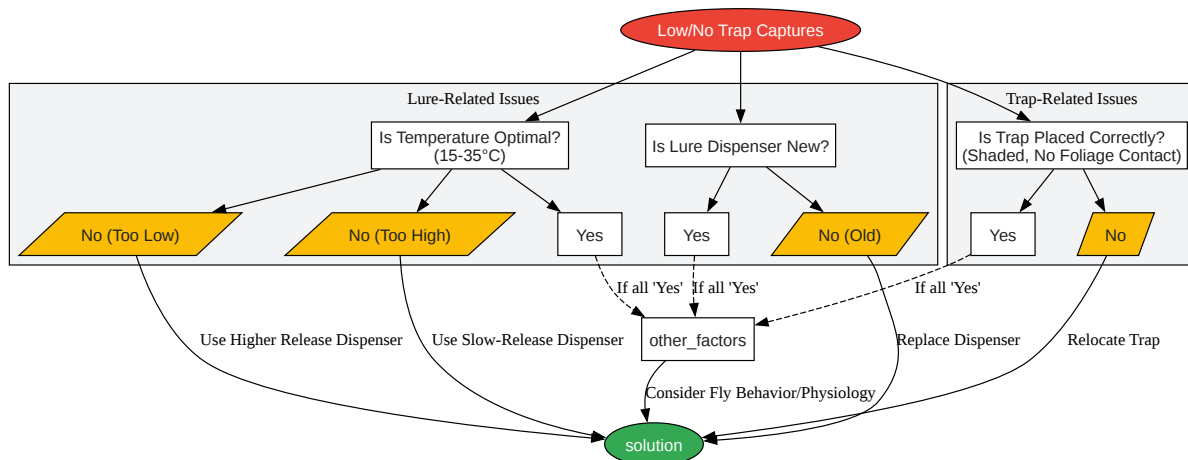 Low/No Trap Captures
Lure-Related Issues
Trap-Related Issues
Is Temperature Optimal?
(15-35°C)
Is Lure Dispenser New?
Is Trap Placed Correctly?
(Shaded, No Foliage Contact)
No (Too Low)
No (Too High)
Yes
Yes
No (Old)
Yes
No
If all 'Yes'
If all 'Yes'
If all 'Yes'
Use Higher Release Dispenser
Use Slow-Release Dispenser
other_factors
Replace Dispenser
Relocate Trap
Consider Fly Behavior/Physiology
solution